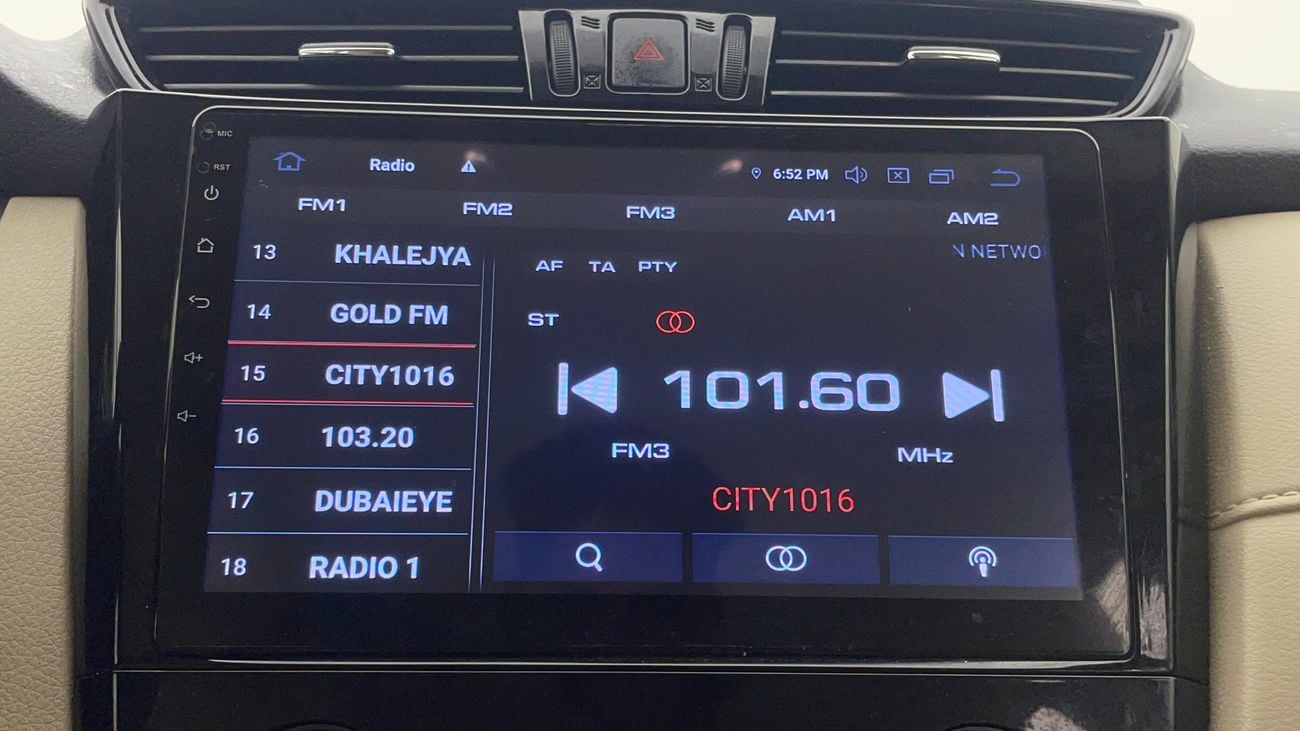 MIC
RST
Radio
6:52 PM
FM1 FM2 FM3 AM1 AM2
13 KHALEJYA
14 GOLD FM
15 CITY1016
16 103.20
17 DUBAIEYE
18 RADIO 1
N NETWO
AF TA PTY
ST
101.60
FM3 MHz
CITY1016